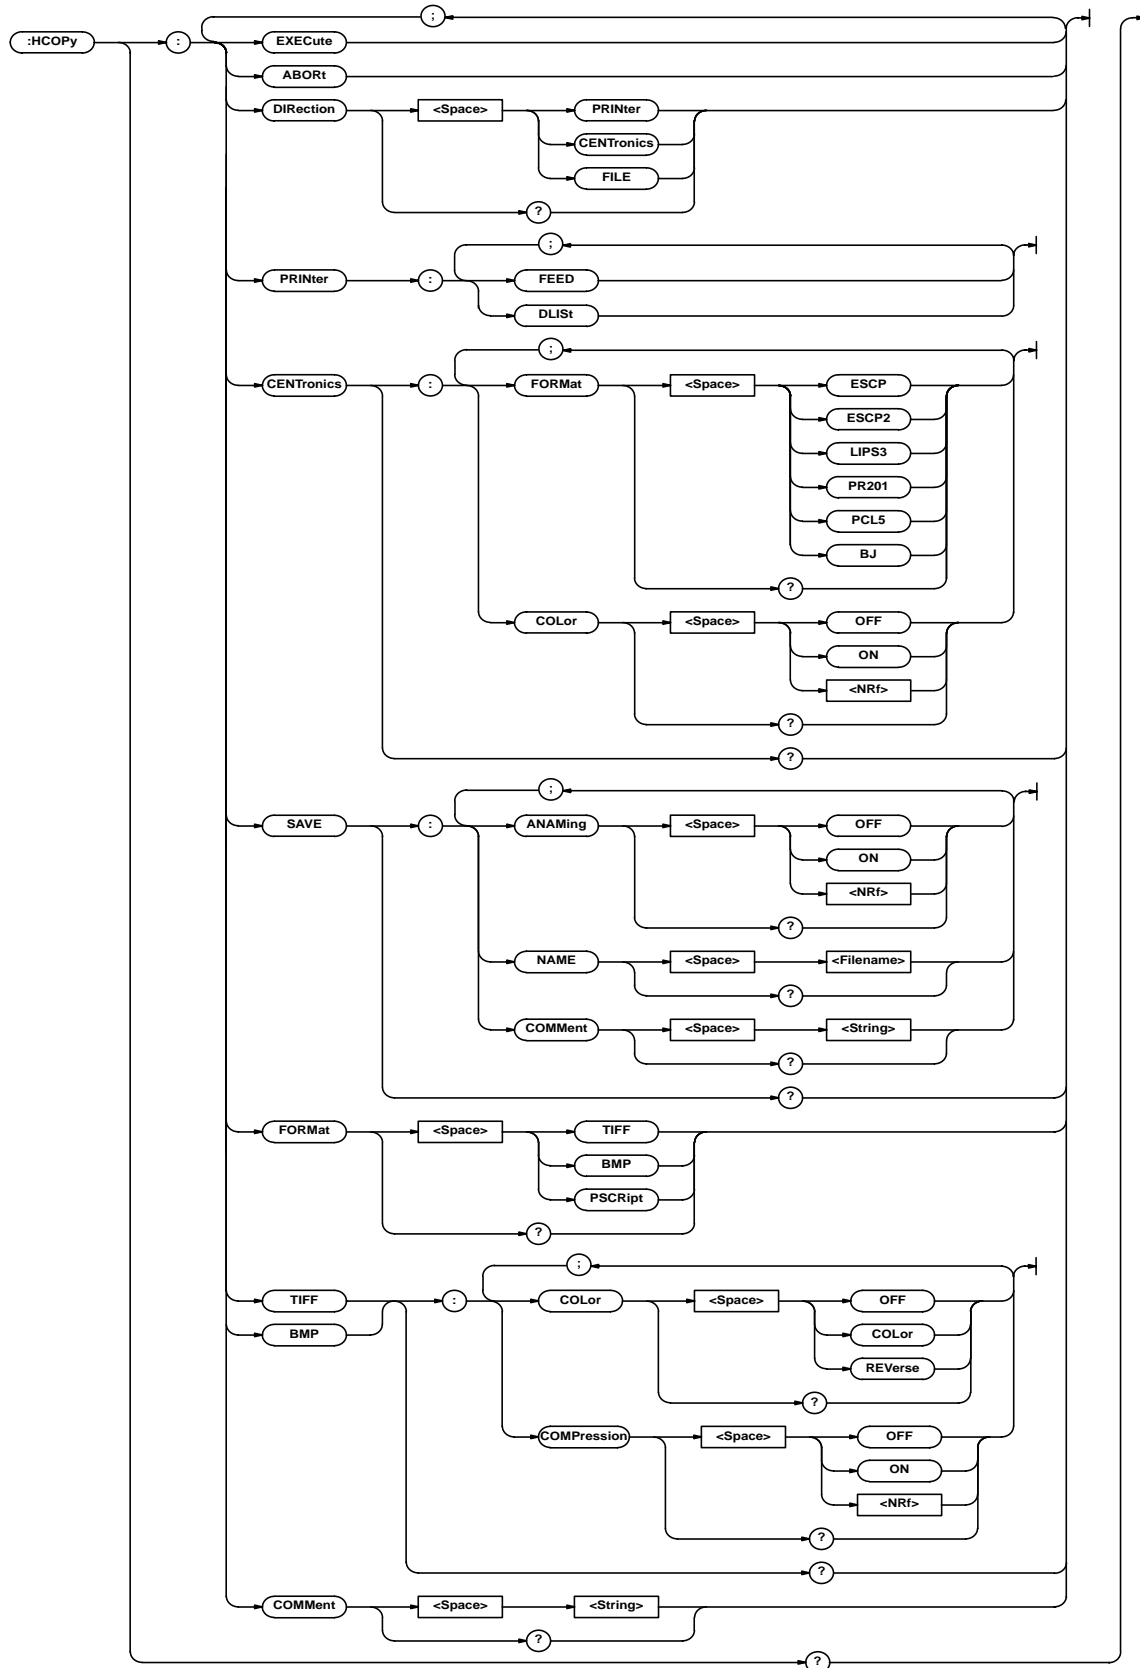 ;
:HCOPy : EXECute
ABORt
DIRection <Space> PRINter
CENTronics
FILE
?
;
PRINter : FEED
DLISt
;
CENTronics : FORMat <Space> ESCP
ESCP2
LIPS3
PR201
PCL5
BJ
?
COLor <Space> OFF
ON
<NRf>
?
?
;
SAVE : ANAMing <Space> OFF
ON
<NRf>
?
NAME <Space> <Filename>
?
COMMent <Space> <String>
?
?
FORMat <Space> TIFF
BMP
PSCRipt
?
;
TIFF : COLor <Space> OFF
BMP COLor
REVerse
?
COMPression <Space> OFF
ON
<NRf>
?
?
COMMent <Space> <String>
?
?